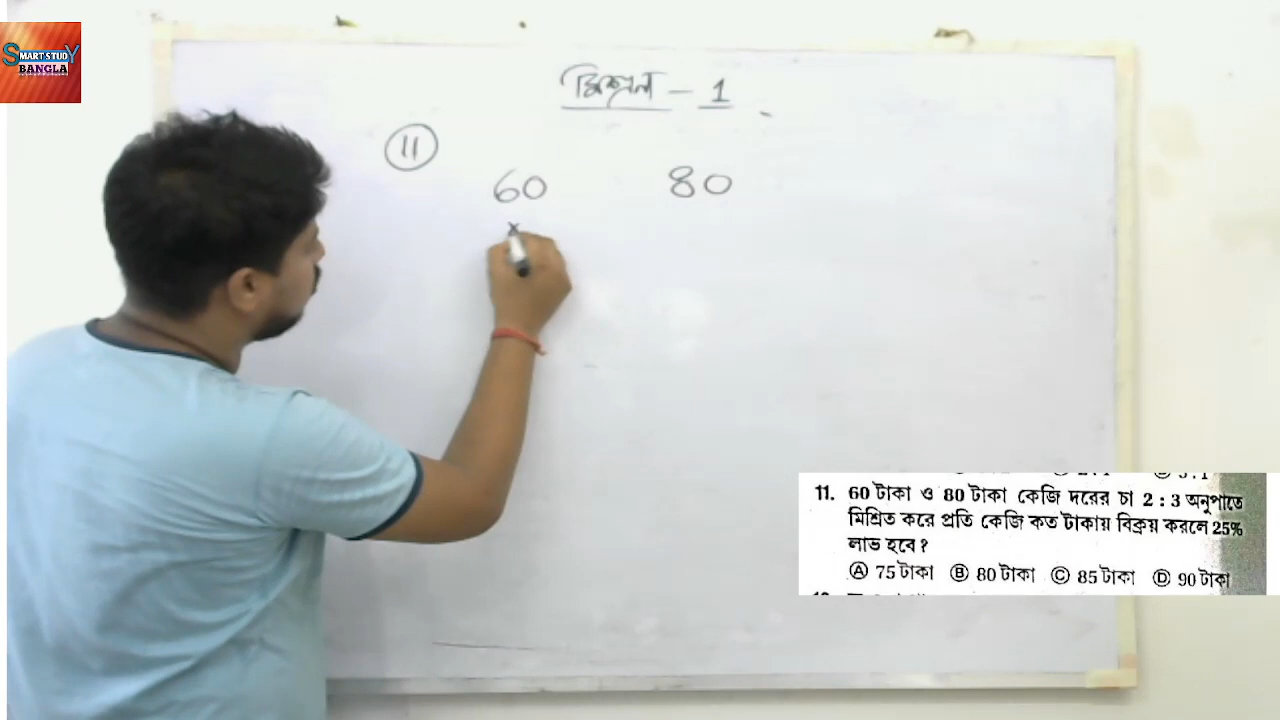 SMART STUDY
BANGLA
মিশ্রণ - 1
11
60 80
×
11. 60 টাকা ও 80 টাকা কেজি দরের চা 2 : 3 অনুপাতে
মিশ্রিত করে প্রতি কেজি কত টাকায় বিক্রয় করলে 25%
লাভ হবে?
Ⓐ 75 টাকা Ⓑ 80 টাকা Ⓒ 85 টাকা Ⓓ 90 টাকা